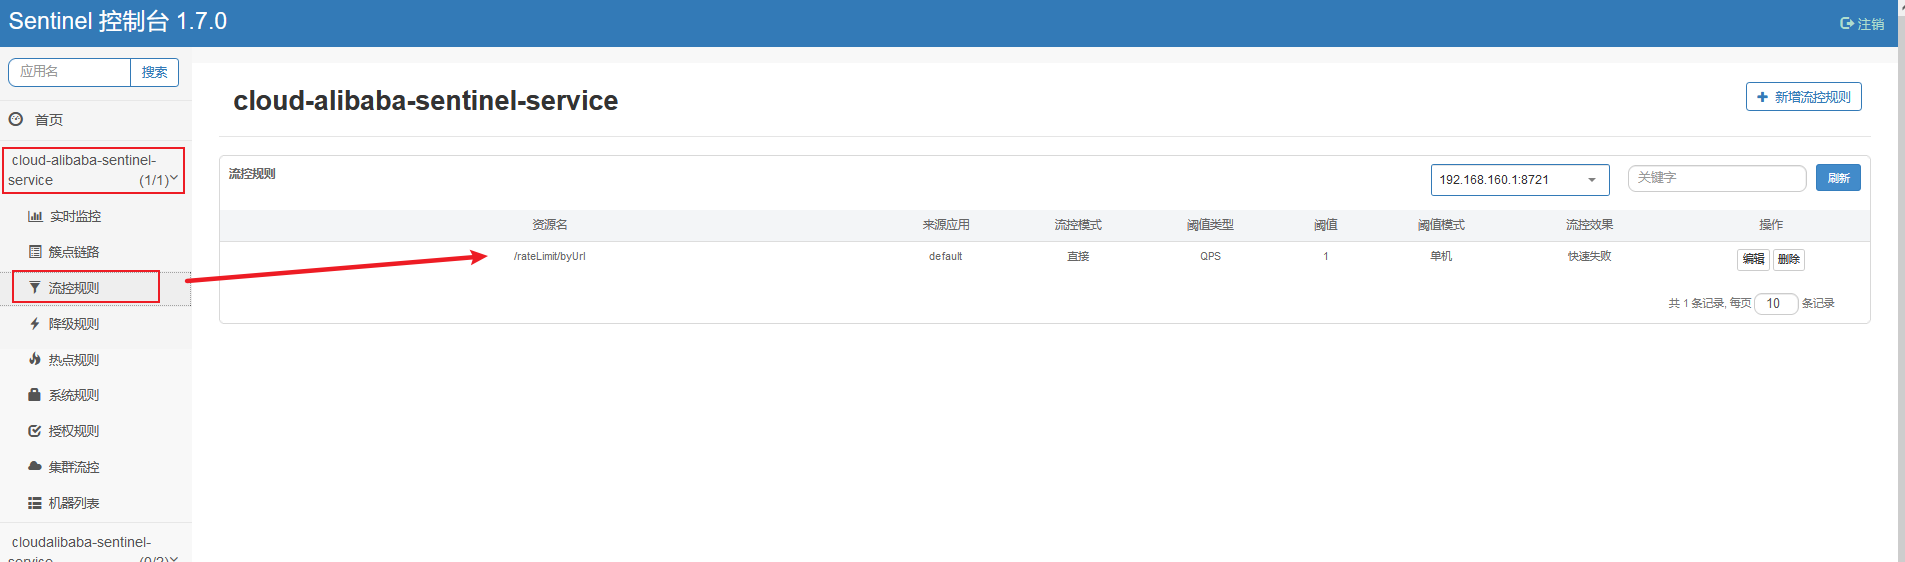 Sentinel 控制台 1.7.0
注销
应用名
搜索
首页
cloud-alibaba-sentinel-
service (1/1)
实时监控
簇点链路
流控规则
降级规则
热点规则
系统规则
授权规则
集群流控
机器列表
cloudalibaba-sentinel-
service (0/2)
cloud-alibaba-sentinel-service
新增流控规则
流控规则
192.168.160.1:8721
关键字
刷新
资源名 来源应用 流控模式 阈值类型 阈值 阈值模式 流控效果 操作
/rateLimit/byUrl default 直接 QPS 1 单机 快速失败 编辑 删除
共 1 条记录, 每页 10 条记录